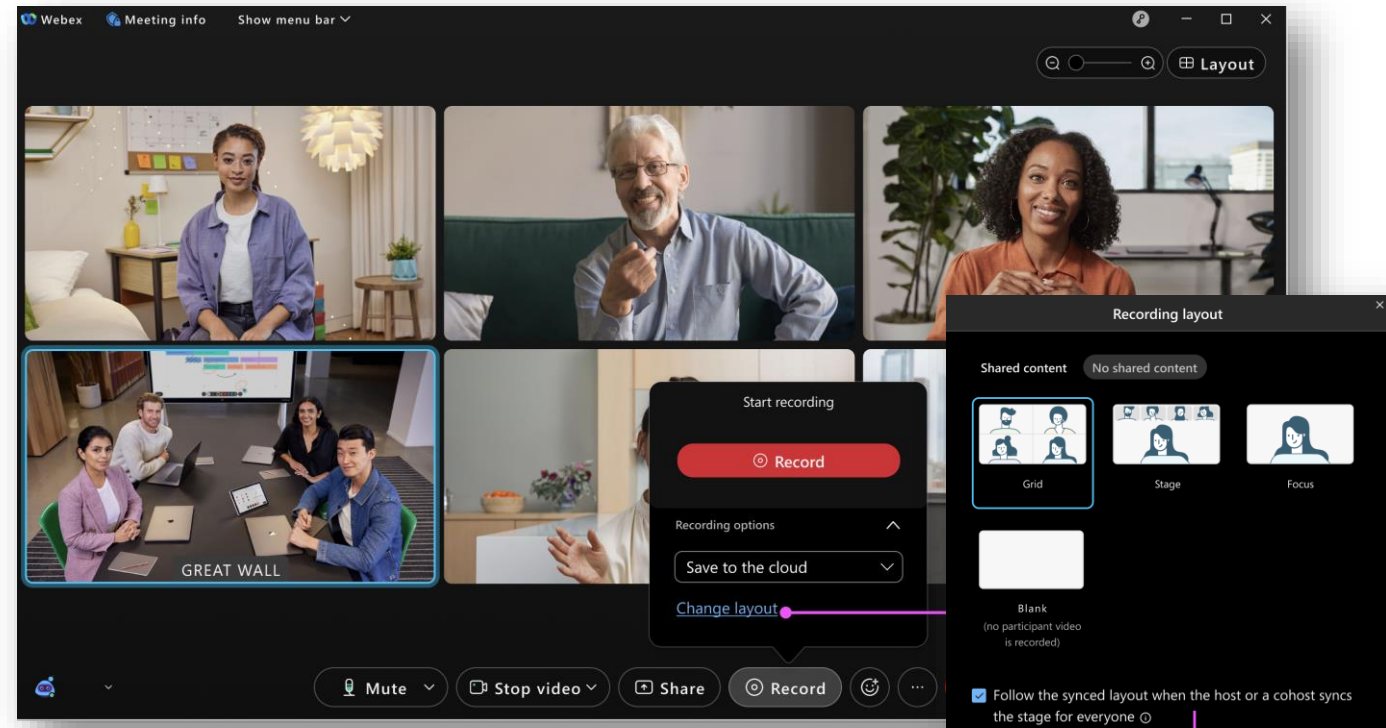 Webex Meeting info Show menu bar
Layout
GREAT WALL
Start recording
Record
Recording options
Save to the cloud
Change layout
Mute Stop video Share Record
Recording layout
Shared content No shared content
Grid Stage Focus
Blank
(no participant video
is recorded)
Follow the synced layout when the host or a cohost syncs
the stage for everyone